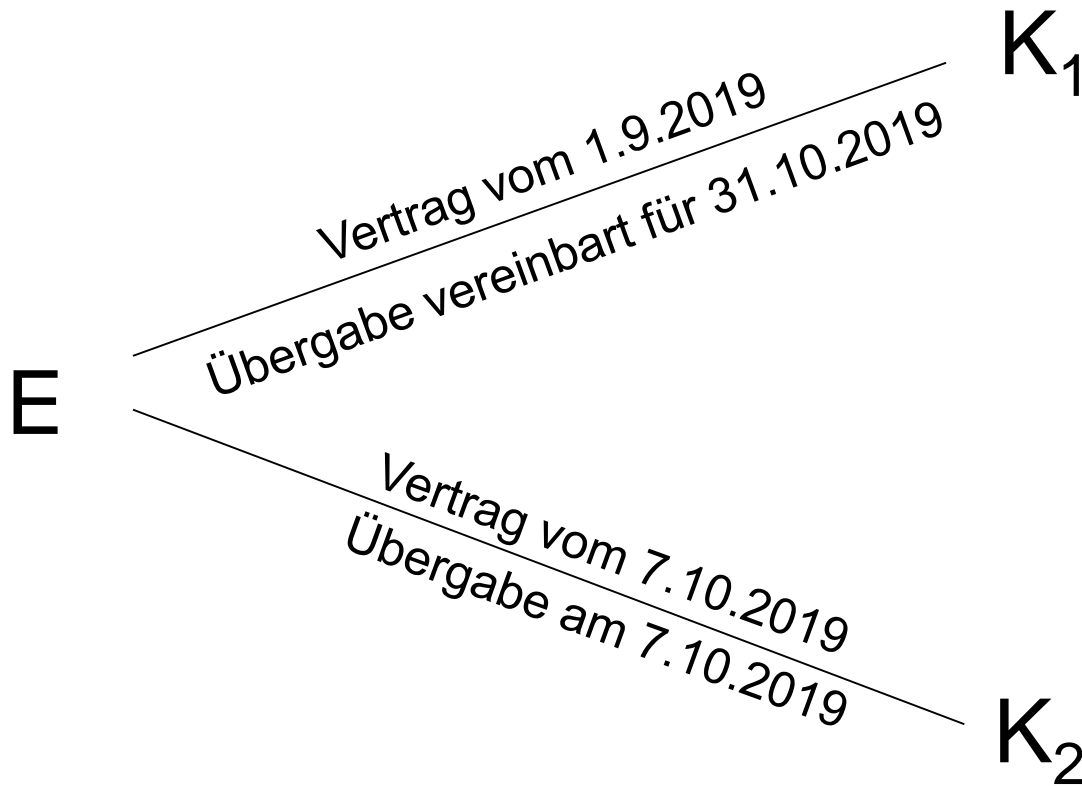 K1
Vertrag vom 1.9.2019
Übergabe vereinbart für 31.10.2019
E
Vertrag vom 7.10.2019
Übergabe am 7.10.2019
K2